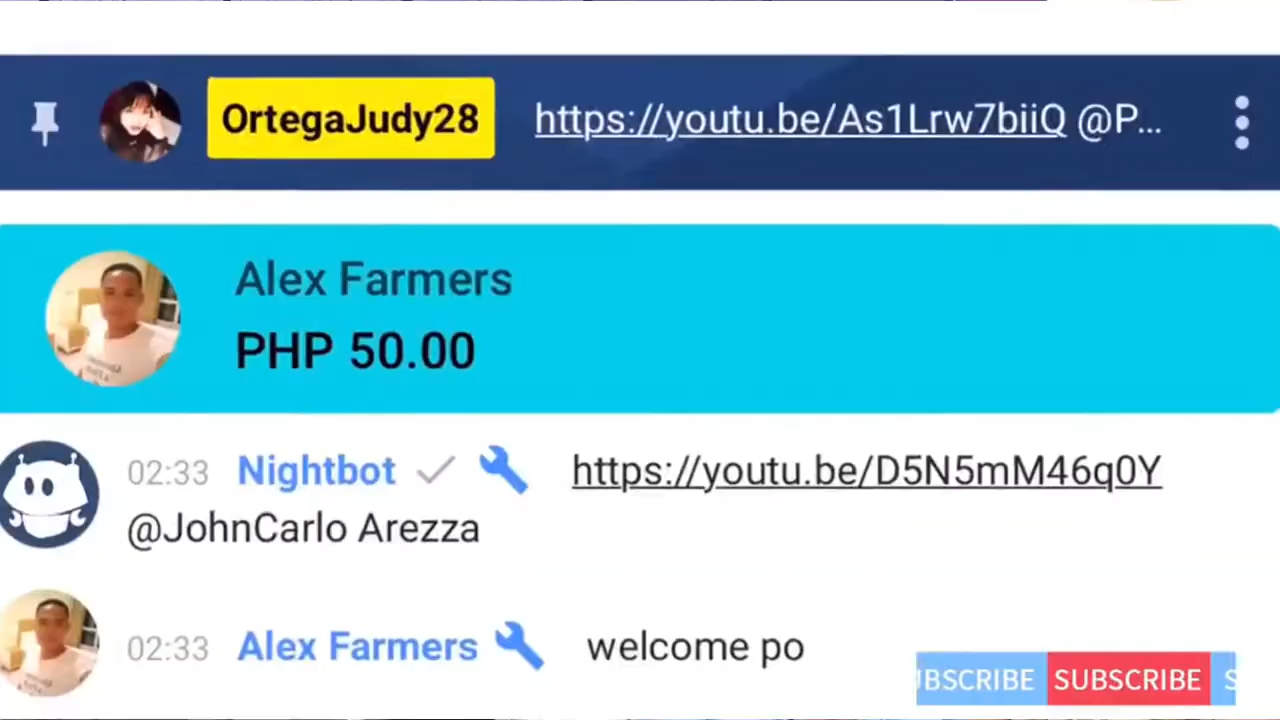 OrtegaJudy28 https://youtu.be/As1Lrw7biiQ @P...
Alex Farmers
PHP 50.00
02:33 Nightbot https://youtu.be/D5N5mM46q0Y
@JohnCarlo Arezza
02:33 Alex Farmers welcome po
UBSCRIBE SUBSCRIBE S